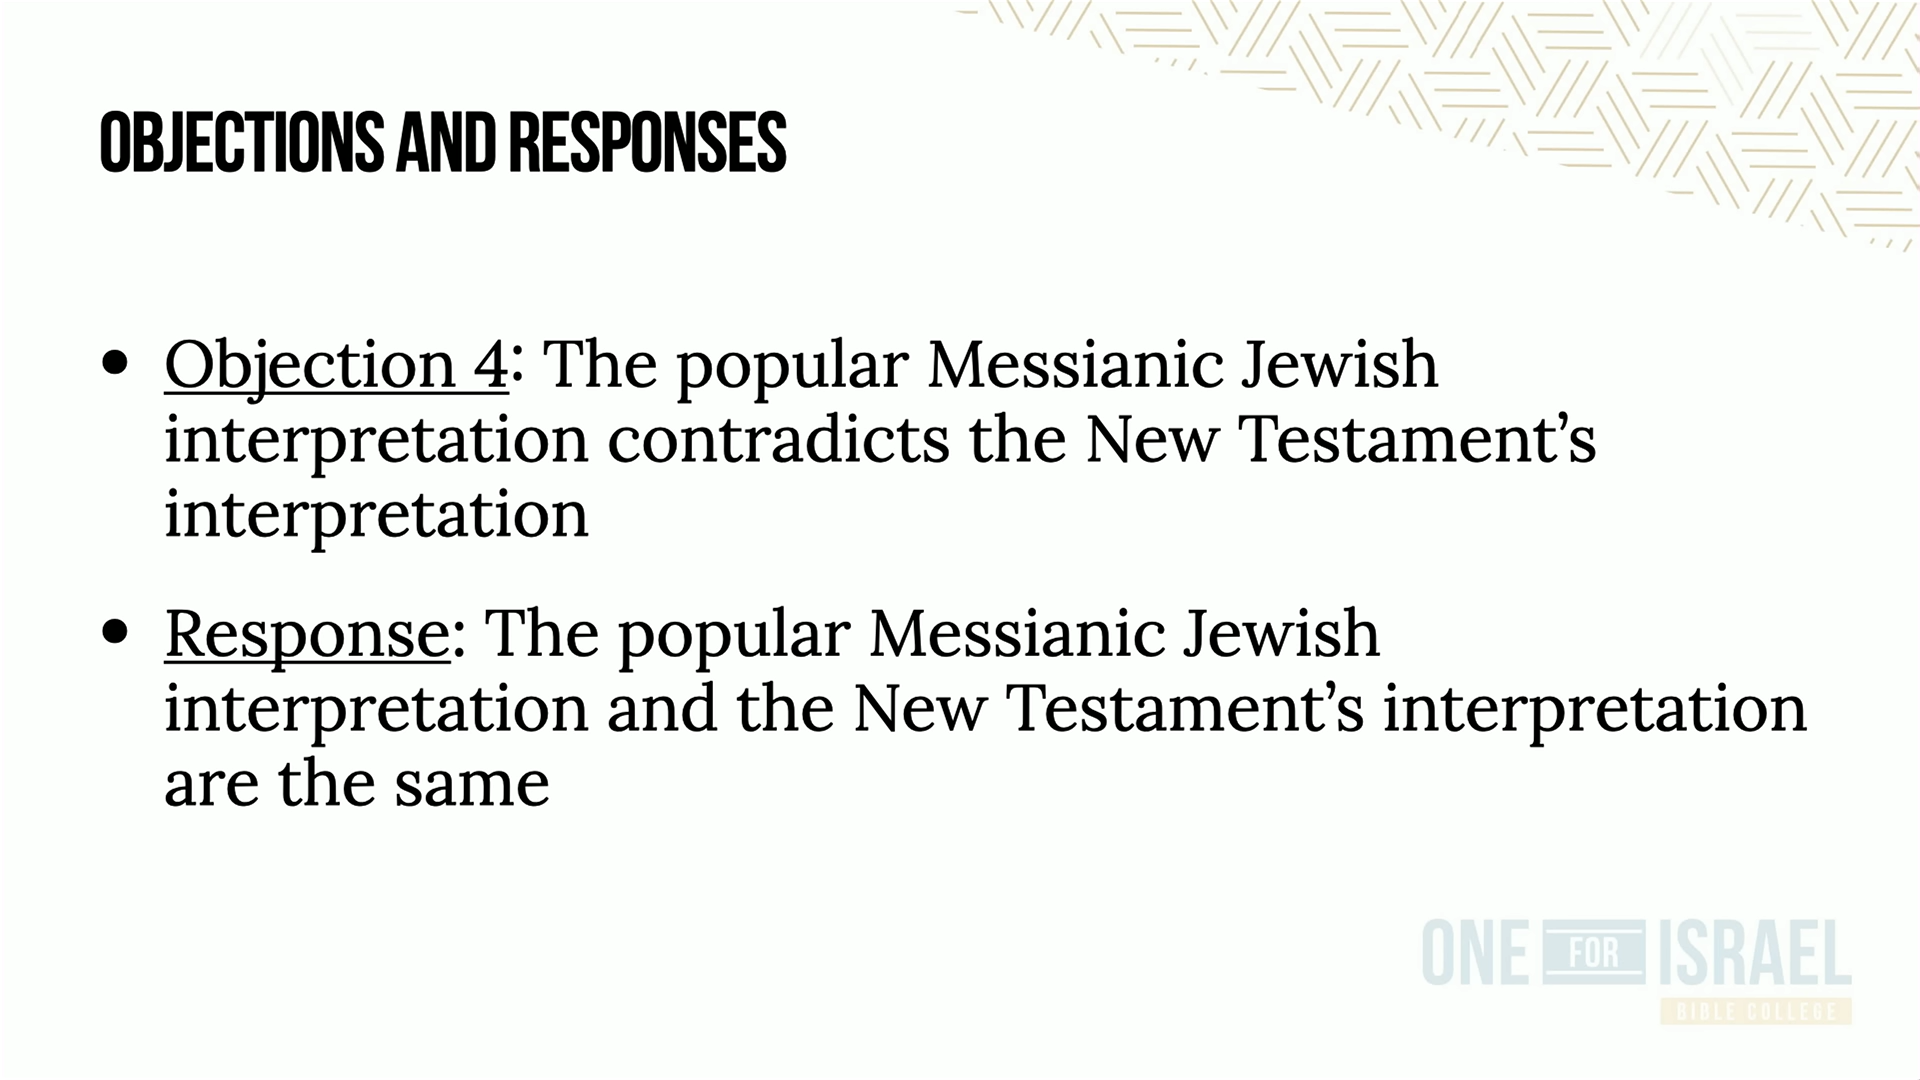 OBJECTIONS AND RESPONSES
• Objection 4: The popular Messianic Jewish
interpretation contradicts the New Testament’s
interpretation
• Response: The popular Messianic Jewish
interpretation and the New Testament’s interpretation
are the same
ONE FOR ISRAEL
BIBLE COLLEGE